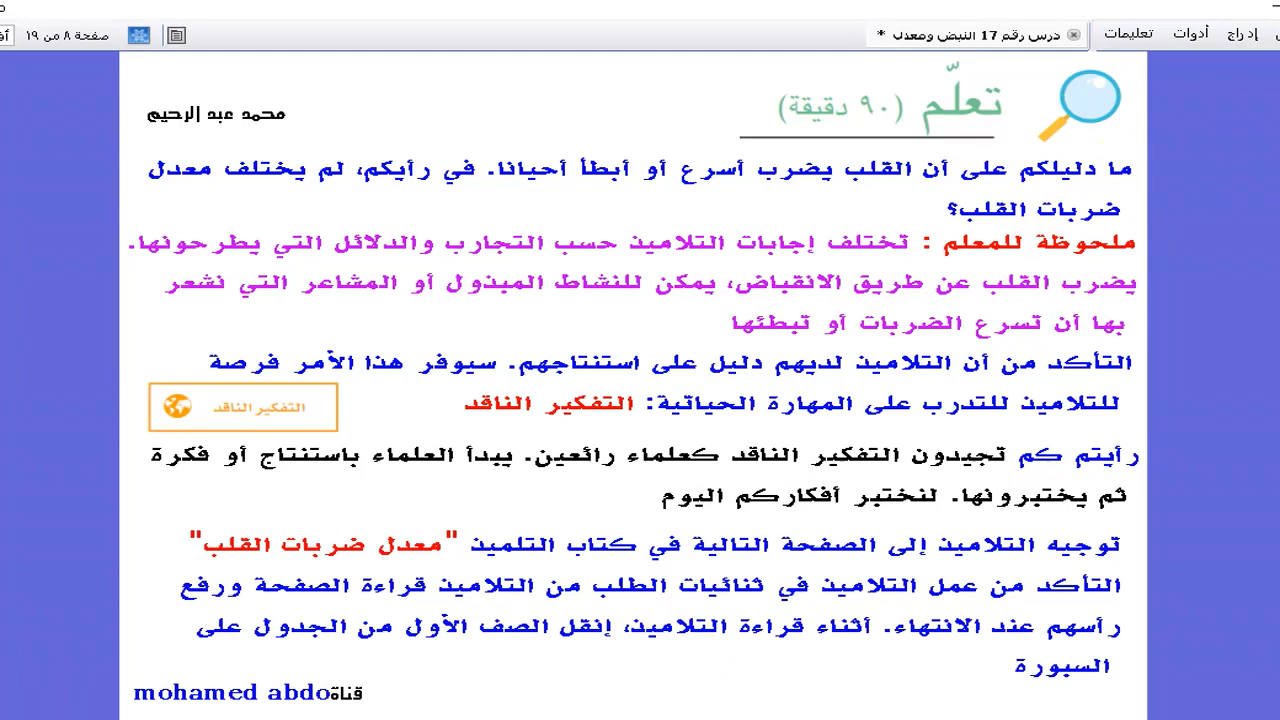 إدراج أدوات تعليمات درس رقم 17 النبض ومعدل * صفحة ٨ من ١٩
تعلّم (٩٠ دقيقة)
محمد عبد الرحيم
ما دليلكم على أن القلب يضرب أسرع أو أبطأ أحيانا. في رأيكم، لم يختلف معدل
ضربات القلب؟
ملحوظة للمعلم : تختلف إجابات التلاميذ حسب التجارب والدلائل التي يطرحونها.
يضرب القلب عن طريق الانقباض، يمكن للنشاط المبذول أو المشاعر التي نشعر
بها أن تسرع الضربات أو تبطئها
التأكد من أن التلاميذ لديهم دليل على استنتاجهم. سيوفر هذا الأمر فرصة
للتلاميذ للتدرب على المهارة الحياتية: التفكير الناقد
التفكير الناقد
رأيتم كم تجيدون التفكير الناقد كعلماء رائعين. يبدأ العلماء باستنتاج أو فكرة
ثم يختبرونها. لنختبر أفكاركم اليوم
توجيه التلاميذ إلى الصفحة التالية في كتاب التلميذ "معدل ضربات القلب"
التأكد من عمل التلاميذ في ثنائيات الطلب من التلاميذ قراءة الصفحة ورفع
رأسهم عند الانتهاء. أثناء قراءة التلاميذ، إنقل الصف الأول من الجدول على
السبورة
قناة mohamed abdo